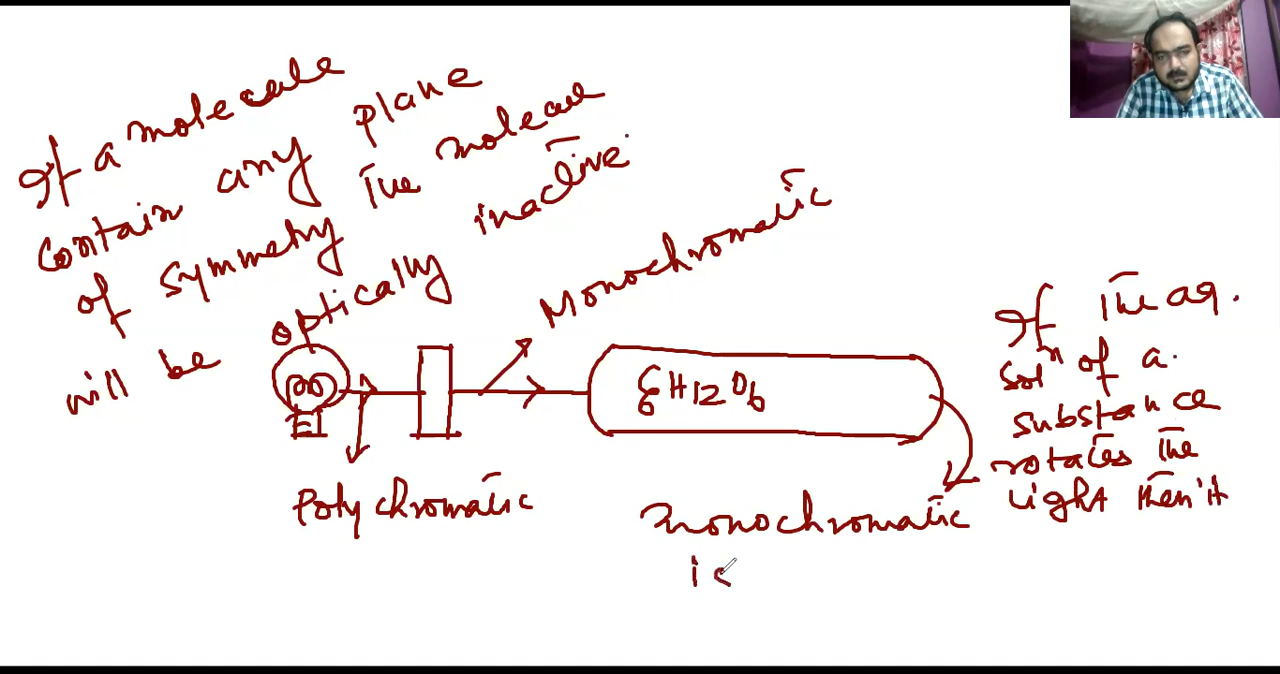 If a molecule
contain any plane
of symmetry the molecule
will be optically inactive.
Monochromatic
C6H12O6
Polychromatic
monochromatic
If the aq.
solⁿ of a
substance
rotates the
light then it
is